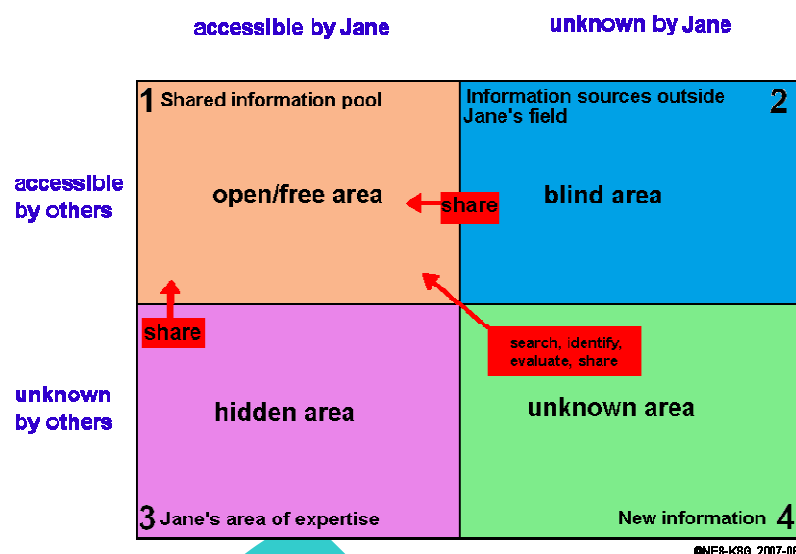 accessible by Jane
unknown by Jane
1 Shared information pool
Information sources outside
Jane's field
2
accessible
by others
open/free area
share
blind area
share
search, identify,
evaluate, share
unknown
by others
hidden area
unknown area
3 Jane's area of expertise
New information 4